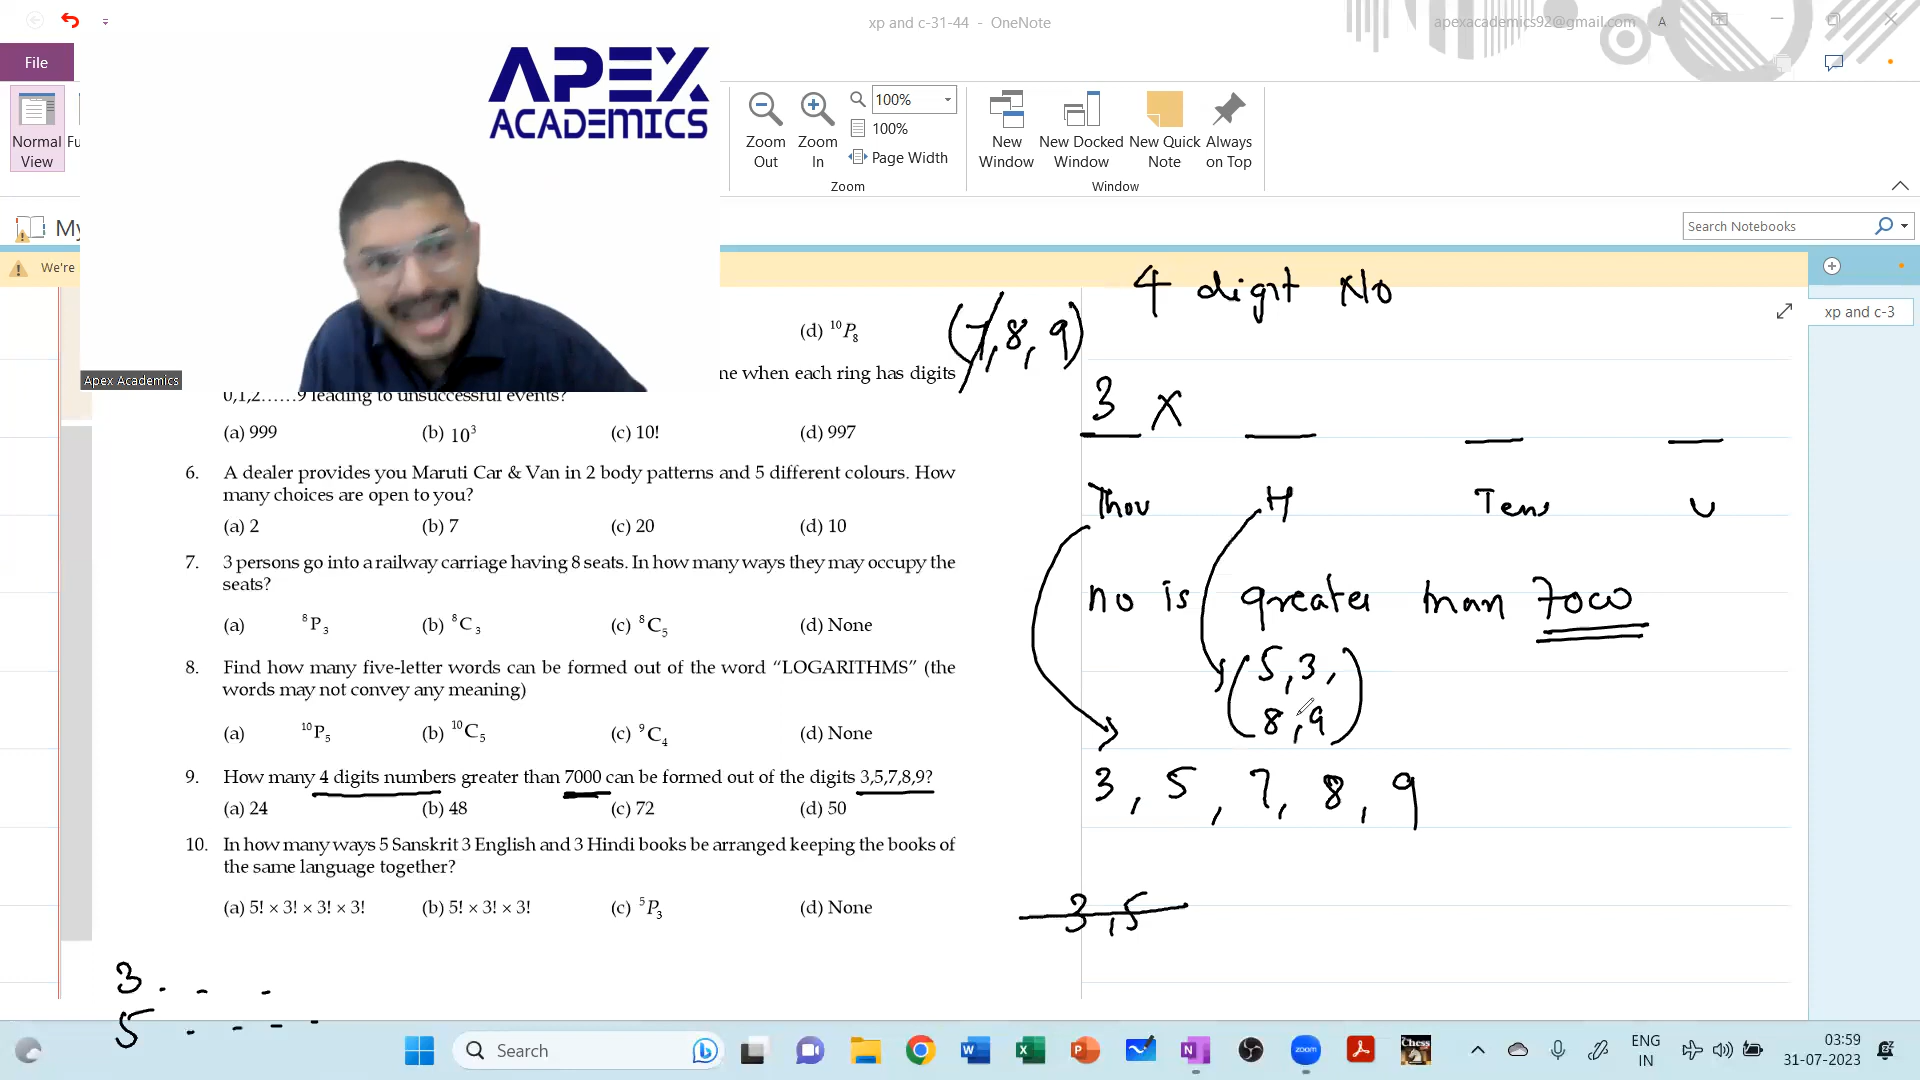 xp and c-31-44 - OneNote
apexacademics92@gmail.com A
File
APEX
ACADEMICS
Normal
View
Zoom
Out
Zoom
In
100%
100%
Page Width
Zoom
New
Window
New Docked
Window
New Quick
Note
Always
on Top
Window
My
Search Notebooks
We're
xp and c-3
Apex Academics
(d) ¹⁰P₈
me when each ring has digits
0,1,2......9 leading to unsuccessful events?
(a) 999 (b) 10³ (c) 10! (d) 997
6. A dealer provides you Maruti Car & Van in 2 body patterns and 5 different colours. How
many choices are open to you?
(a) 2 (b) 7 (c) 20 (d) 10
7. 3 persons go into a railway carriage having 8 seats. In how many ways they may occupy the
seats?
(a) ⁸P₃ (b) ⁸C₃ (c) ⁸C₅ (d) None
8. Find how many five-letter words can be formed out of the word “LOGARITHMS” (the
words may not convey any meaning)
(a) ¹⁰P₅ (b) ¹⁰C₅ (c) ⁹C₄ (d) None
9. How many 4 digits numbers greater than 7000 can be formed out of the digits 3,5,7,8,9?
(a) 24 (b) 48 (c) 72 (d) 50
10. In how many ways 5 Sanskrit 3 English and 3 Hindi books be arranged keeping the books of
the same language together?
(a) 5! × 3! × 3! × 3! (b) 5! × 3! × 3! (c) ⁵P₃ (d) None
3 . - -
5 - - - -
4 digit No
(7, 8, 9)
3 X
Thou H Tens U
no is greater than 7000
(5, 3,
8, 9)
3, 5, 7, 8, 9
3, 5
Search
Chess
zoom
ENG
IN
03:59
31-07-2023